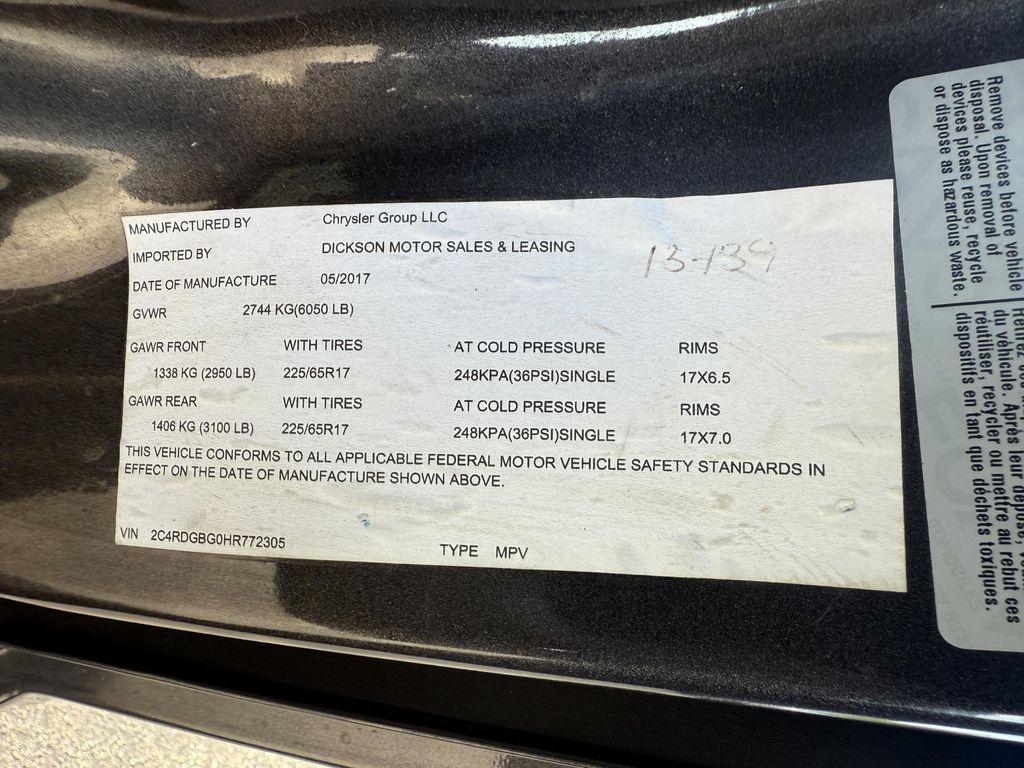 MANUFACTURED BY Chrysler Group LLC
IMPORTED BY DICKSON MOTOR SALES & LEASING
13-139
DATE OF MANUFACTURE 05/2017
GVWR 2744 KG(6050 LB)
GAWR FRONT WITH TIRES AT COLD PRESSURE RIMS
1338 KG (2950 LB) 225/65R17 248KPA(36PSI)SINGLE 17X6.5
GAWR REAR WITH TIRES AT COLD PRESSURE RIMS
1406 KG (3100 LB) 225/65R17 248KPA(36PSI)SINGLE 17X7.0
THIS VEHICLE CONFORMS TO ALL APPLICABLE FEDERAL MOTOR VEHICLE SAFETY STANDARDS IN
EFFECT ON THE DATE OF MANUFACTURE SHOWN ABOVE.
VIN 2C4RDGBG0HR772305
TYPE MPV
Remove devices before vehicle
disposal. Upon removal of
devices please reuse, recycle
or dispose as hazardous waste.
Retirez
du véhicule. Après leur dépose,
réutiliser, recycler ou mettre au rebut ces
dispositifs en tant que déchets toxiques.